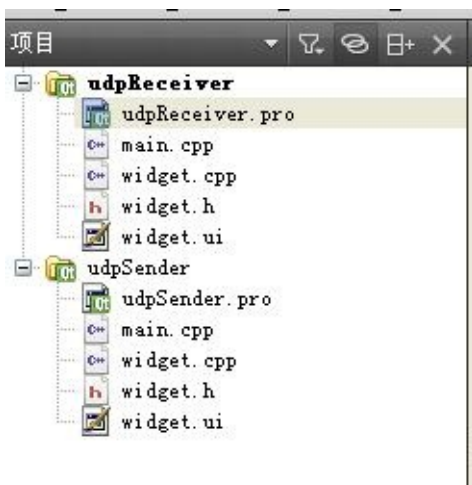 项目
udpReceiver
udpReceiver.pro
main.cpp
widget.cpp
widget.h
widget.ui
udpSender
udpSender.pro
main.cpp
widget.cpp
widget.h
widget.ui